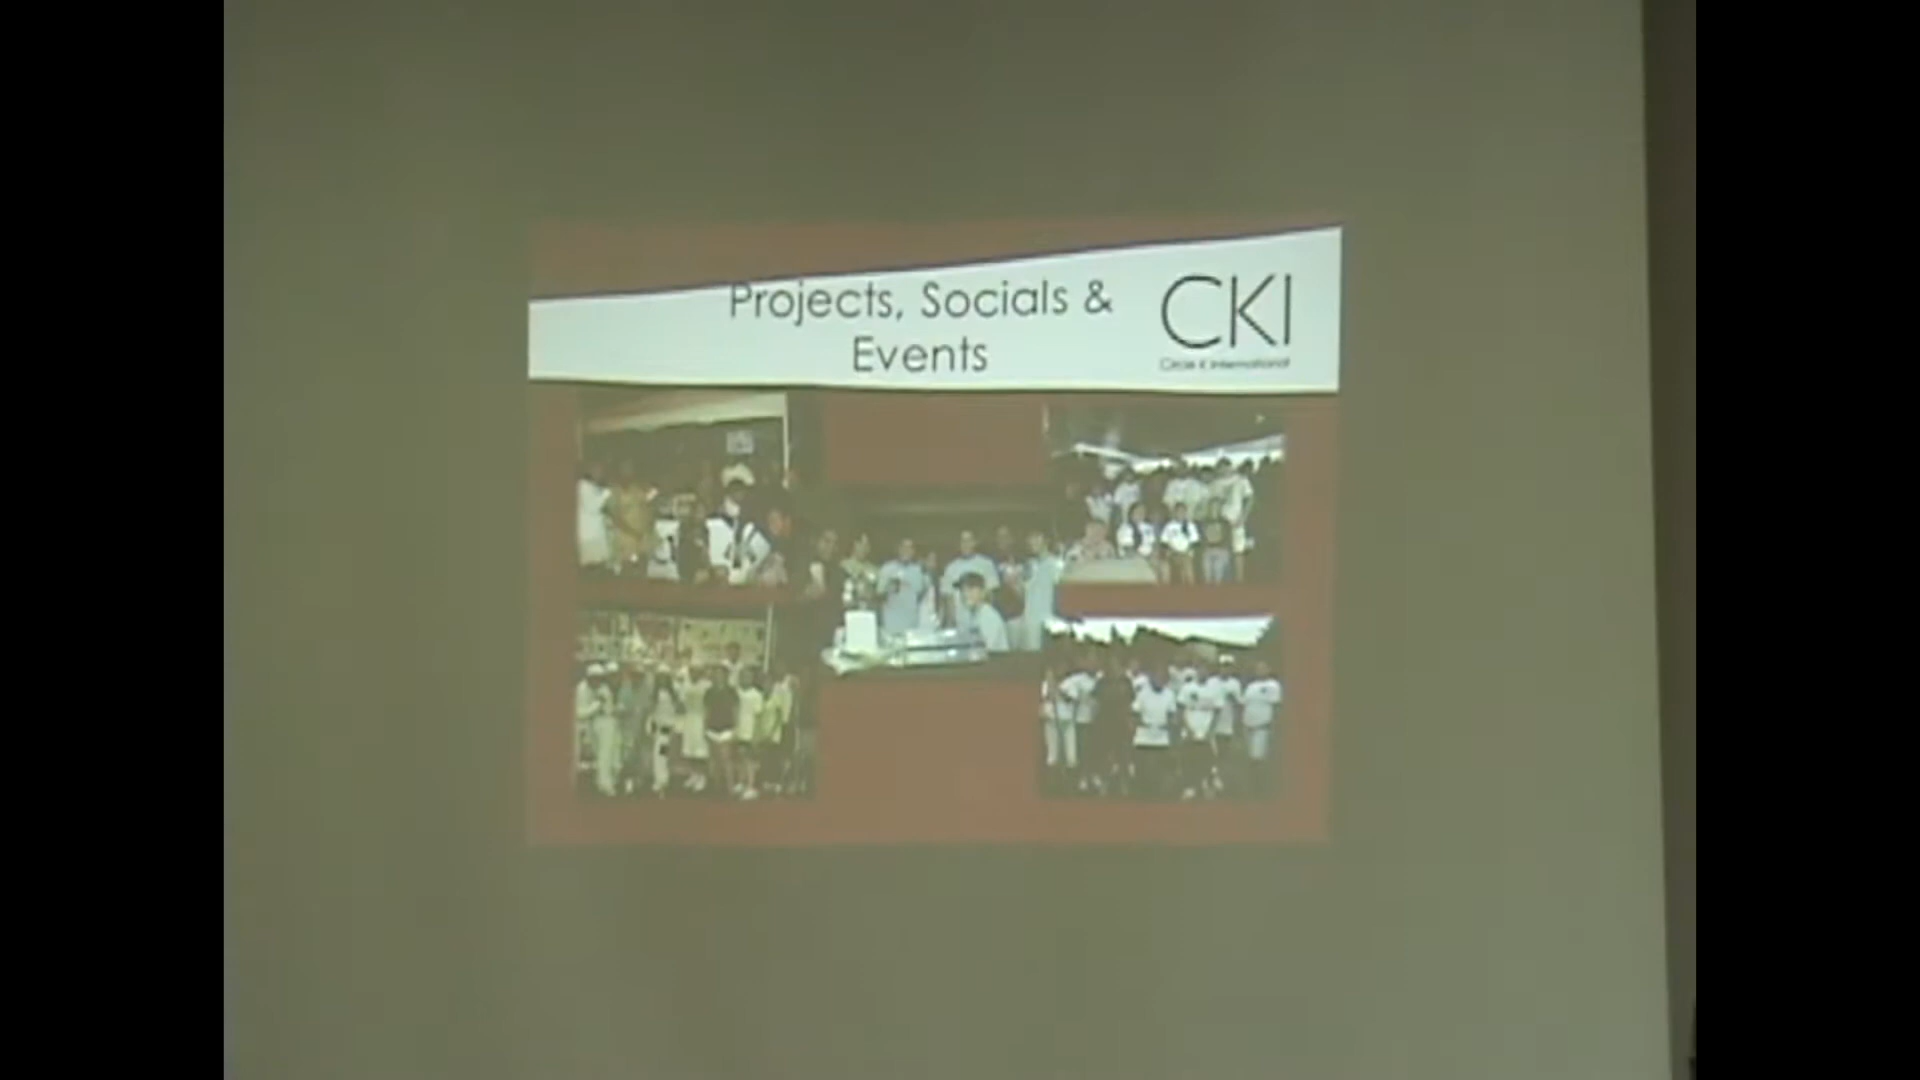 Projects, Socials &
Events
CKI
Circle K International